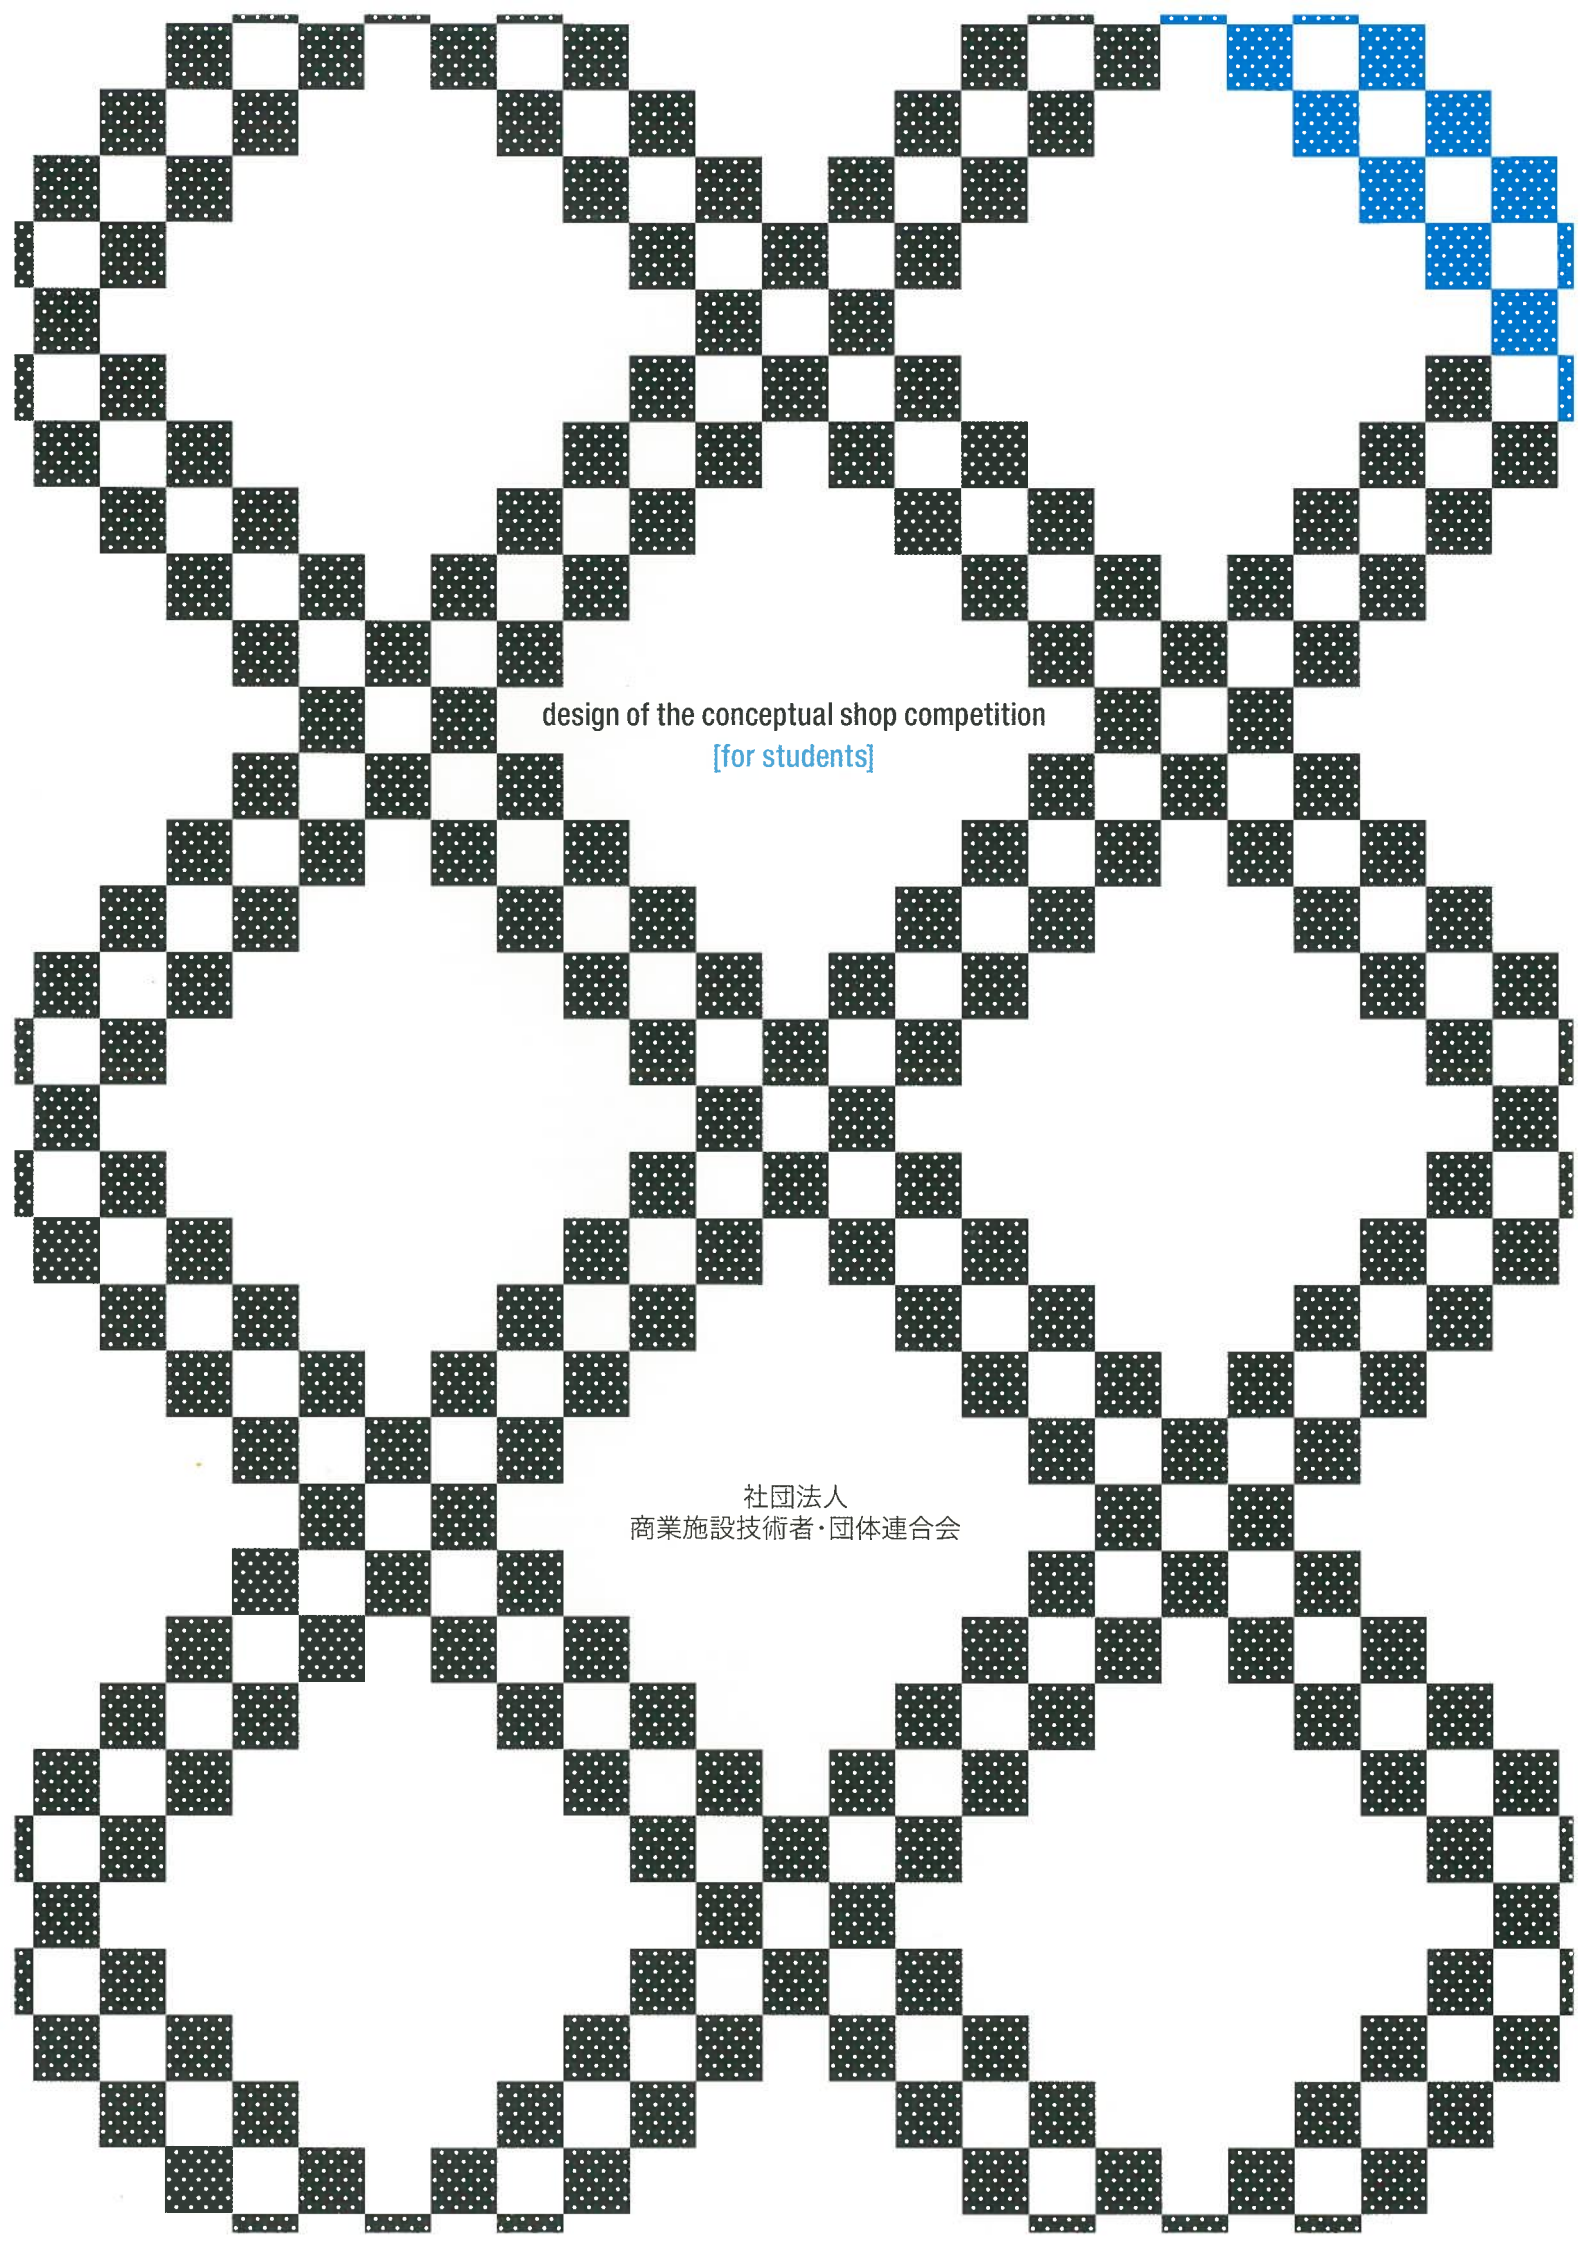 design of the conceptual shop competition
[for students]
社団法人
商業施設技術者・団体連合会